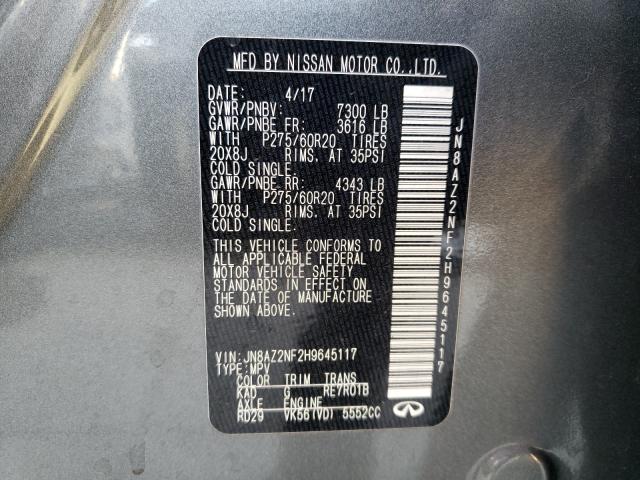 MFD BY NISSAN MOTOR CO.,LTD.
DATE: 4/17
GVWR/PNBV: 7300 LB
GAWR/PNBE FR: 3616 LB
WITH P275/60R20 TIRES
20X8J RIMS. AT 35PSI
COLD SINGLE.
GAWR/PNBE RR: 4343 LB
WITH P275/60R20 TIRES
20X8J RIMS. AT 35PSI
COLD SINGLE.
THIS VEHICLE CONFORMS TO
ALL APPLICABLE FEDERAL
MOTOR VEHICLE SAFETY
STANDARDS IN EFFECT ON
THE DATE OF MANUFACTURE
SHOWN ABOVE.
VIN: JN8AZ2NF2H9645117
TYPE: MPV
COLOR TRIM TRANS
KAD G RE7R01B
AXLE ENGINE
RD29 VK56(VD) 5552CC
JN8AZ2NF2H9645117
INFINITI